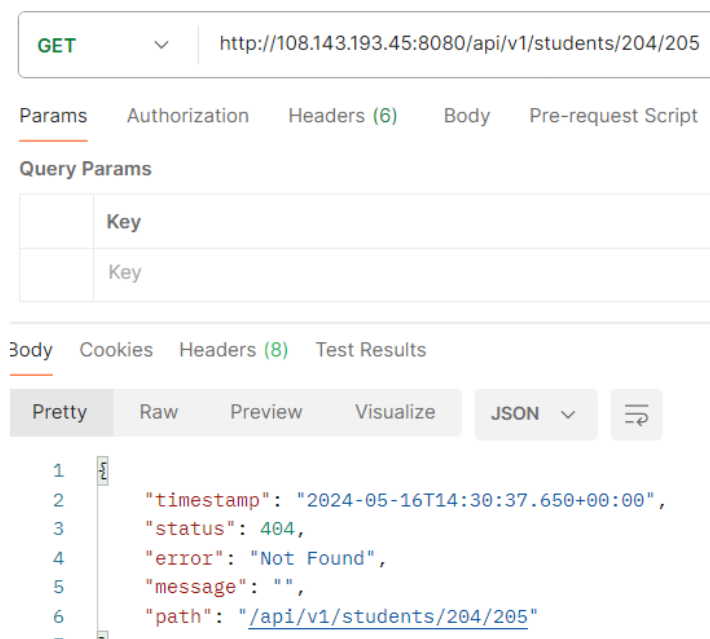 GET http://108.143.193.45:8080/api/v1/students/204/205
Params Authorization Headers (6) Body Pre-request Script
Query Params
Key
Key
Body Cookies Headers (8) Test Results
Pretty Raw Preview Visualize JSON
1 {
2 "timestamp": "2024-05-16T14:30:37.650+00:00",
3 "status": 404,
4 "error": "Not Found",
5 "message": "",
6 "path": "/api/v1/students/204/205"